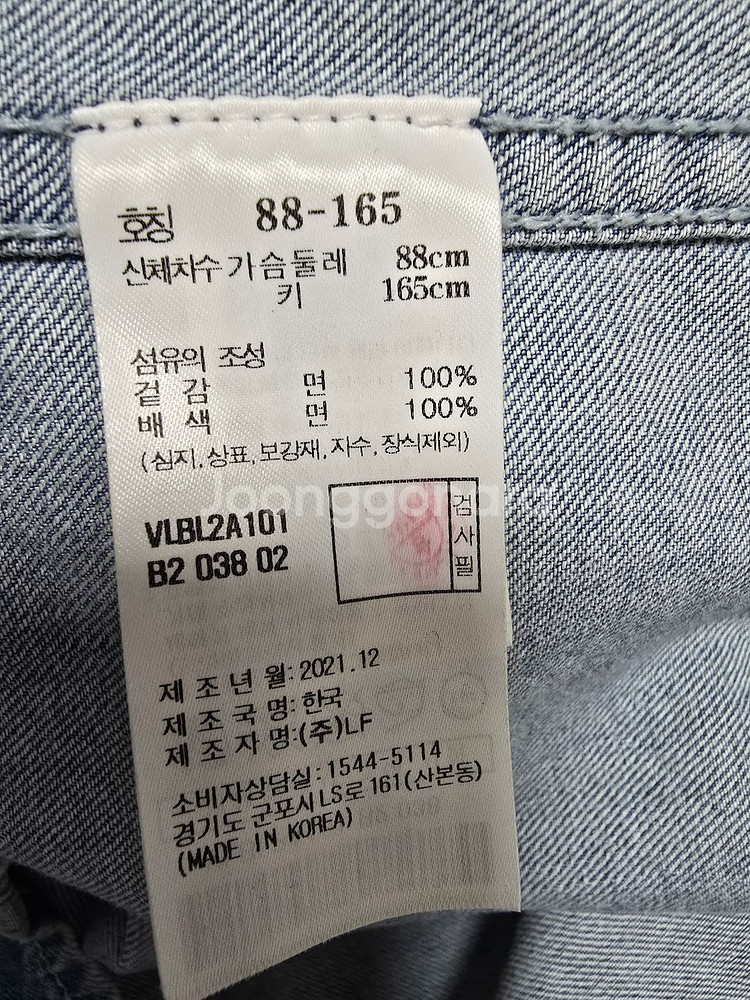 호칭 88-165
신체치수 가슴둘레 88cm
키 165cm
섬유의 조성
겉 감 면 100%
배 색 면 100%
(심지, 상표, 보강재, 자수, 장식제외)
Joonggonara
VLBL2A101
B2 038 02
검사필
제 조 년 월: 2021.12
제 조 국 명: 한국
제 조 자 명:(주)LF
소비자상담실: 1544-5114
경기도 군포시 LS로 161(산본동)
(MADE IN KOREA)